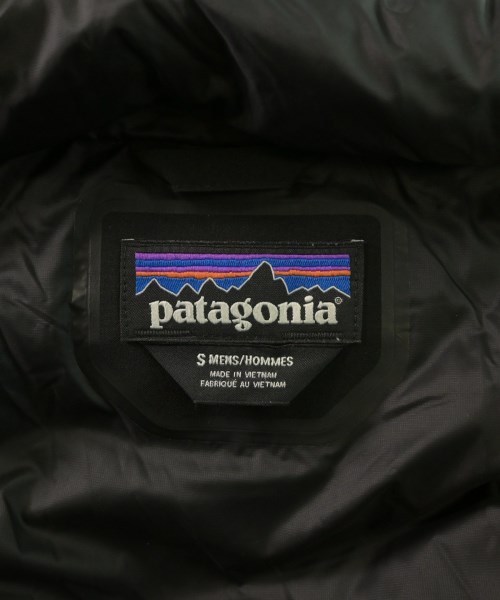 patagonia®
S MENS/HOMMES
MADE IN VIETNAM
FABRIQUÉ AU VIETNAM